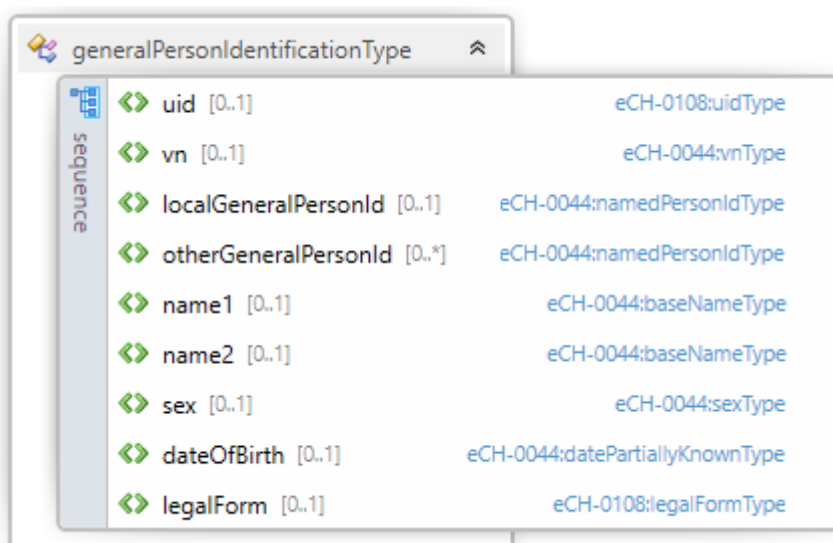 generalPersonIdentificationType
sequence
uid [0..1] eCH-0108:uidType
vn [0..1] eCH-0044:vnType
localGeneralPersonId [0..1] eCH-0044:namedPersonIdType
otherGeneralPersonId [0..*] eCH-0044:namedPersonIdType
name1 [0..1] eCH-0044:baseNameType
name2 [0..1] eCH-0044:baseNameType
sex [0..1] eCH-0044:sexType
dateOfBirth [0..1] eCH-0044:datePartiallyKnownType
legalForm [0..1] eCH-0108:legalFormType